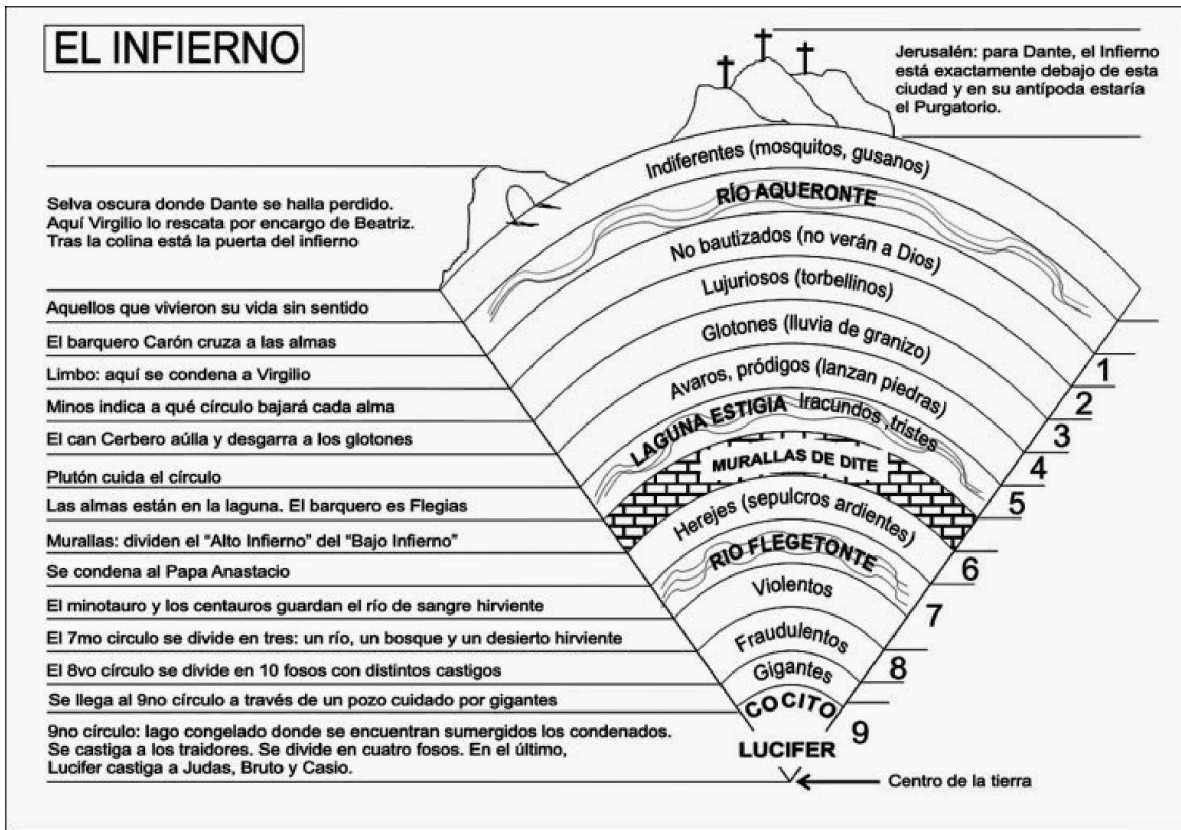 EL INFIERNO
Jerusalén: para Dante, el Infierno
está exactamente debajo de esta
ciudad y en su antípoda estaría
el Purgatorio.
Selva oscura donde Dante se halla perdido.
Aquí Virgilio lo rescata por encargo de Beatriz.
Tras la colina está la puerta del infierno
Aquellos que vivieron su vida sin sentido
El barquero Carón cruza a las almas
Limbo: aquí se condena a Virgilio
Minos indica a qué círculo bajará cada alma
El can Cerbero aúlla y desgarra a los glotones
Plutón cuida el círculo
Las almas están en la laguna. El barquero es Flegias
Murallas: dividen el “Alto Infierno” del “Bajo Infierno”
Se condena al Papa Anastacio
El minotauro y los centauros guardan el río de sangre hirviente
El 7mo circulo se divide en tres: un río, un bosque y un desierto hirviente
El 8vo círculo se divide en 10 fosos con distintos castigos
Se llega al 9no círculo a través de un pozo cuidado por gigantes
9no círculo: lago congelado donde se encuentran sumergidos los condenados.
Se castiga a los traidores. Se divide en cuatro fosos. En el último,
Lucifer castiga a Judas, Bruto y Casio.
Indiferentes (mosquitos, gusanos)
RÍO AQUERONTE
No bautizados (no verán a Dios)
Lujuriosos (torbellinos)
Glotones (lluvia de granizo)
Avaros, pródigos (lanzan piedras)
LAGUNA ESTIGIA Iracundos ,tristes
MURALLAS DE DITE
Herejes (sepulcros ardientes)
RIO FLEGETONTE
Violentos
Fraudulentos
Gigantes
COCITO
LUCIFER
1
2
3
4
5
6
7
8
9
Centro de la tierra